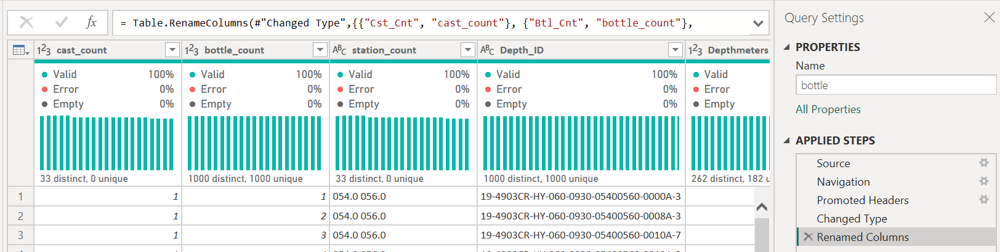 fx = Table.RenameColumns(#"Changed Type",{{"Cst_Cnt", "cast_count"}, {"Btl_Cnt", "bottle_count"},
1²3 cast_count 1²3 bottle_count ABC station_count ABC Depth_ID 1²3 Depthmeters
Valid 100% Valid 100% Valid 100% Valid 100% Valid
Error 0% Error 0% Error 0% Error 0% Error
Empty 0% Empty 0% Empty 0% Empty 0% Empty
33 distinct, 0 unique 1000 distinct, 1000 unique 33 distinct, 0 unique 1000 distinct, 1000 unique 262 distinct, 182 u
1 1 1 054.0 056.0 19-4903CR-HY-060-0930-05400560-0000A-3
2 1 2 054.0 056.0 19-4903CR-HY-060-0930-05400560-0008A-3
3 1 3 054.0 056.0 19-4903CR-HY-060-0930-05400560-0010A-7
Query Settings
PROPERTIES
Name
bottle
All Properties
APPLIED STEPS
Source
Navigation
Promoted Headers
Changed Type
Renamed Columns